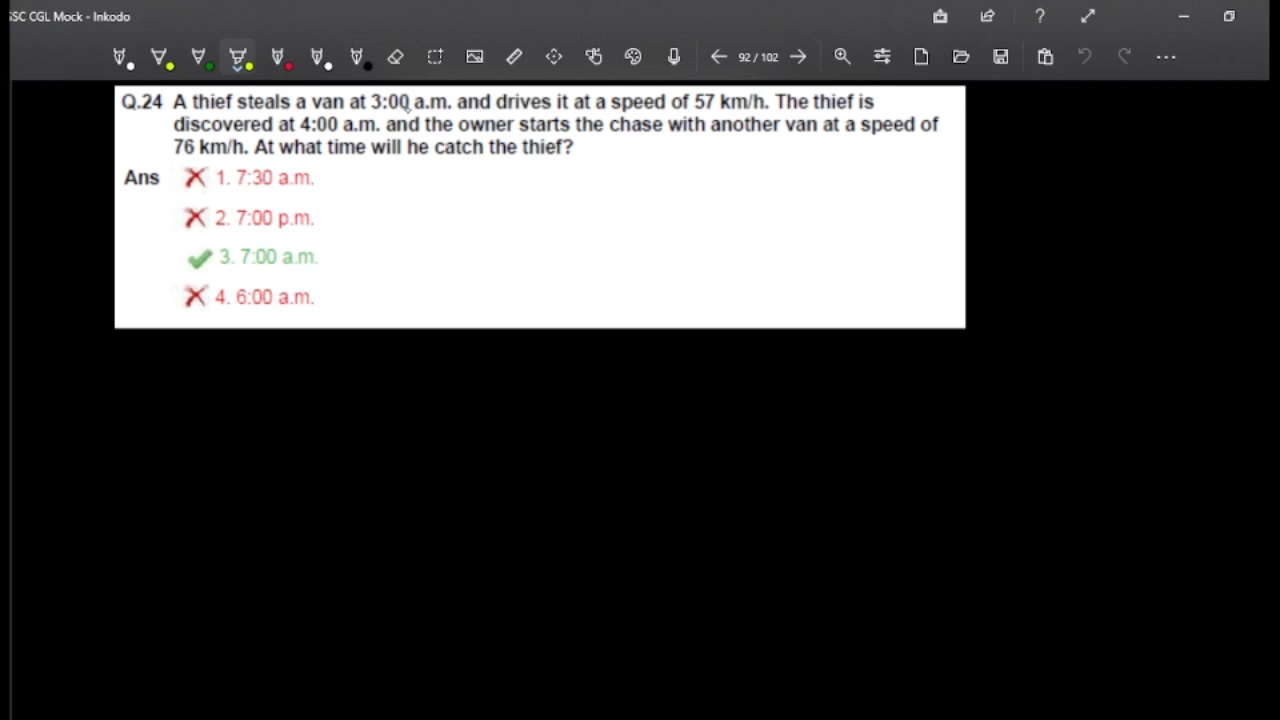 SSC CGL Mock - Inkodo
92 / 102
Q.24 A thief steals a van at 3:00 a.m. and drives it at a speed of 57 km/h. The thief is
discovered at 4:00 a.m. and the owner starts the chase with another van at a speed of
76 km/h. At what time will he catch the thief?
Ans 1. 7:30 a.m.
2. 7:00 p.m.
3. 7:00 a.m.
4. 6:00 a.m.